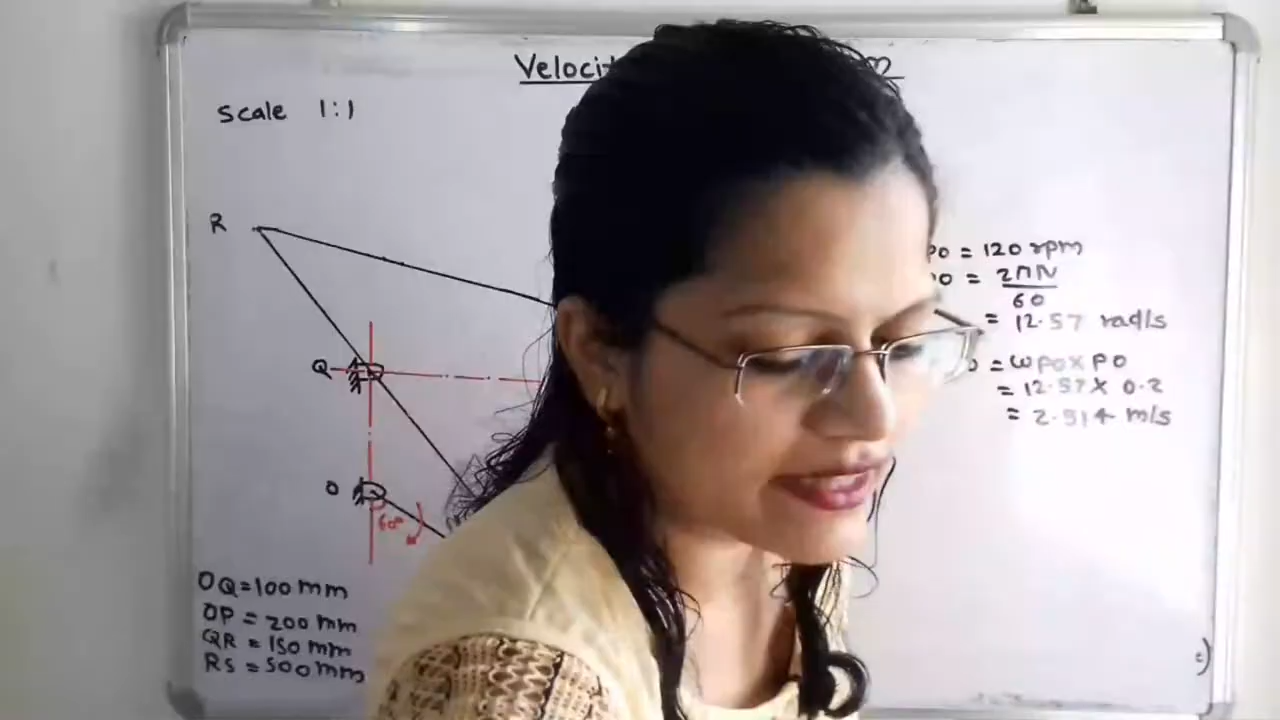 Scale 1:1
R
PO = 120 rpm
= 2ΠN
60
= 12.57 rad/s
Q
= ωPO X PO
= 12.57 X 0.2
= 2.514 m/s
O
60°
OQ=100 mm
OP = 200 mm
QR = 150 mm
RS = 500 mm